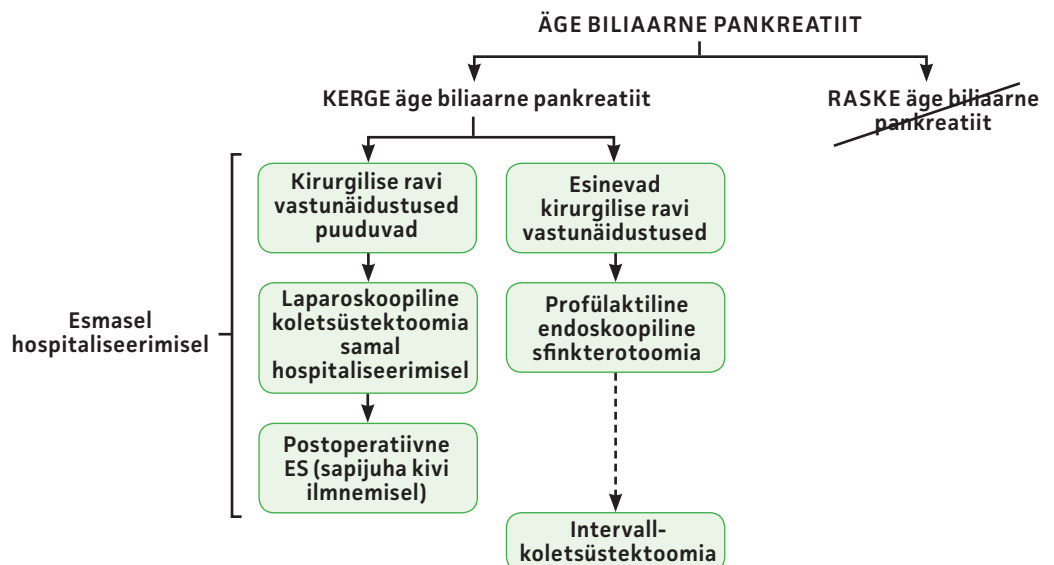 ÄGE BILIAARNE PANKREATIIT
KERGE äge biliaarne pankreatiit
RASKE äge biliaarne
pankreatiit
Esmasel
hospitaliseerimisel
Kirurgilise ravi
vastunäidustused
puuduvad
Laparoskoopiline
koletsüstektoomia
samal
hospitaliseerimisel
Postoperatiivne
ES (sapijuha kivi
ilmnemisel)
Esinevad
kirurgilise ravi
vastunäidustused
Profülaktiline
endoskoopiline
sfinkterotoomia
Intervall-
koletsüstektoomia